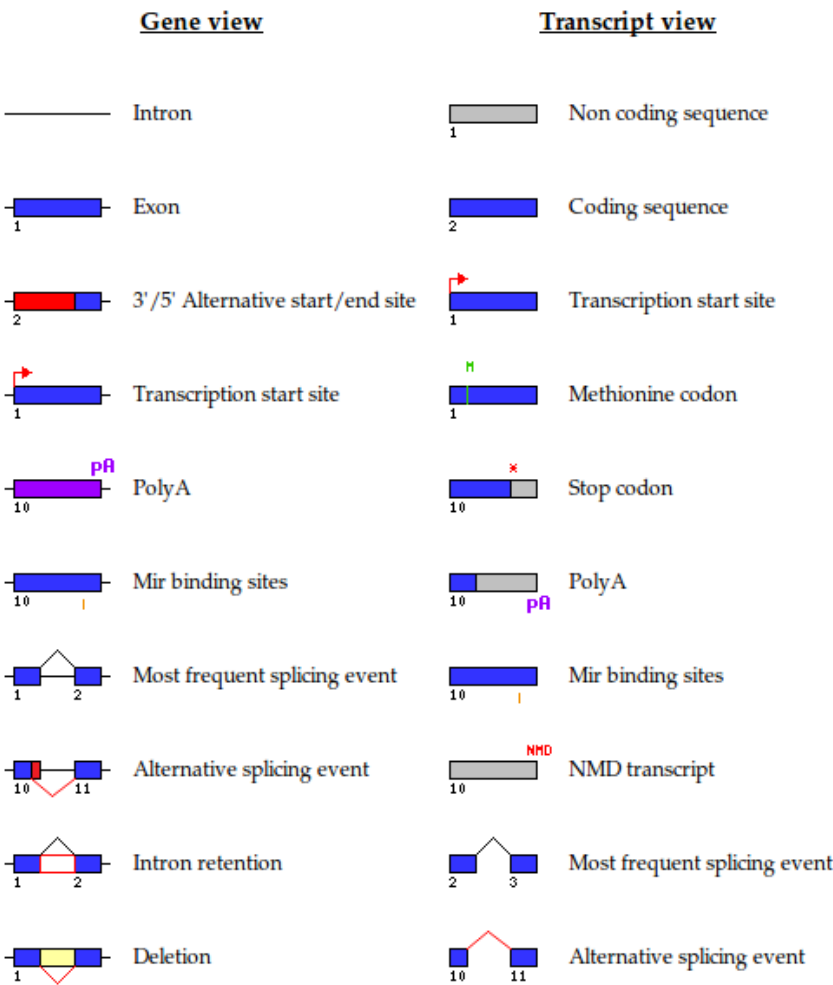 Gene view
Transcript view
Intron
1
Non coding sequence
1
Exon
2
Coding sequence
2
3'/5' Alternative start/end site
1
Transcription start site
1
Transcription start site
M
1
Methionine codon
pA
10
PolyA
*
10
Stop codon
10
Mir binding sites
10
pA
PolyA
1 2
Most frequent splicing event
10
Mir binding sites
10 11
Alternative splicing event
NMD
10
NMD transcript
1 2
Intron retention
2 3
Most frequent splicing event
1
Deletion
10 11
Alternative splicing event